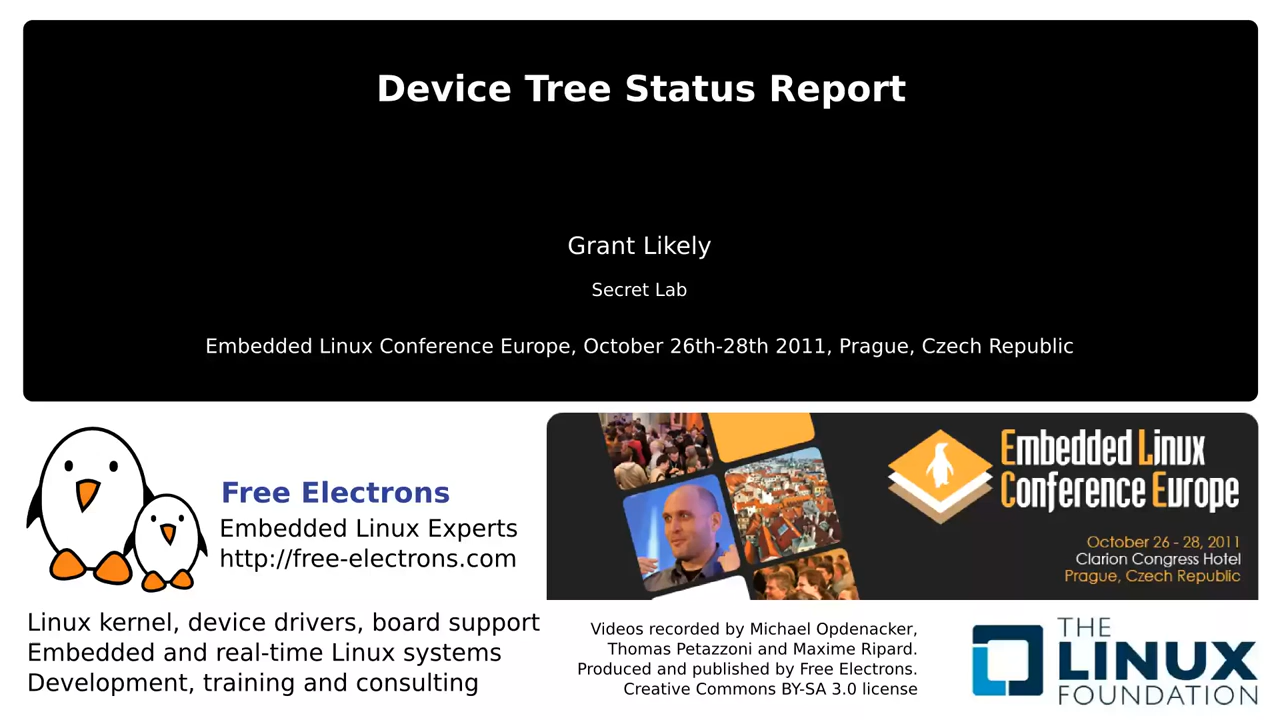 Device Tree Status Report
Grant Likely
Secret Lab
Embedded Linux Conference Europe, October 26th-28th 2011, Prague, Czech Republic
Free Electrons
Embedded Linux Experts
http://free-electrons.com
Linux kernel, device drivers, board support
Embedded and real-time Linux systems
Development, training and consulting
Embedded Linux
Conference Europe
October 26 - 28, 2011
Clarion Congress Hotel
Prague, Czech Republic
Videos recorded by Michael Opdenacker,
Thomas Petazzoni and Maxime Ripard.
Produced and published by Free Electrons.
Creative Commons BY-SA 3.0 license
THE
LINUX
FOUNDATION